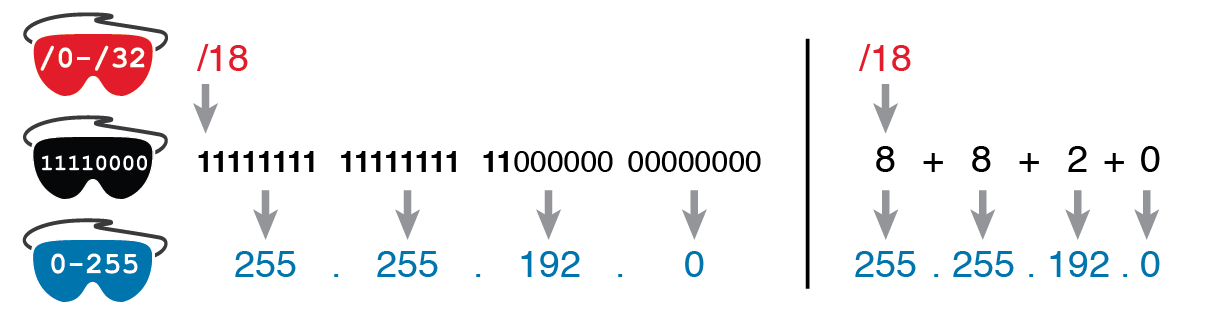 /0-/32 /18 /18
11110000 11111111 11111111 11000000 00000000 8 + 8 + 2 + 0
0-255 255 . 255 . 192 . 0 255 . 255 . 192 . 0